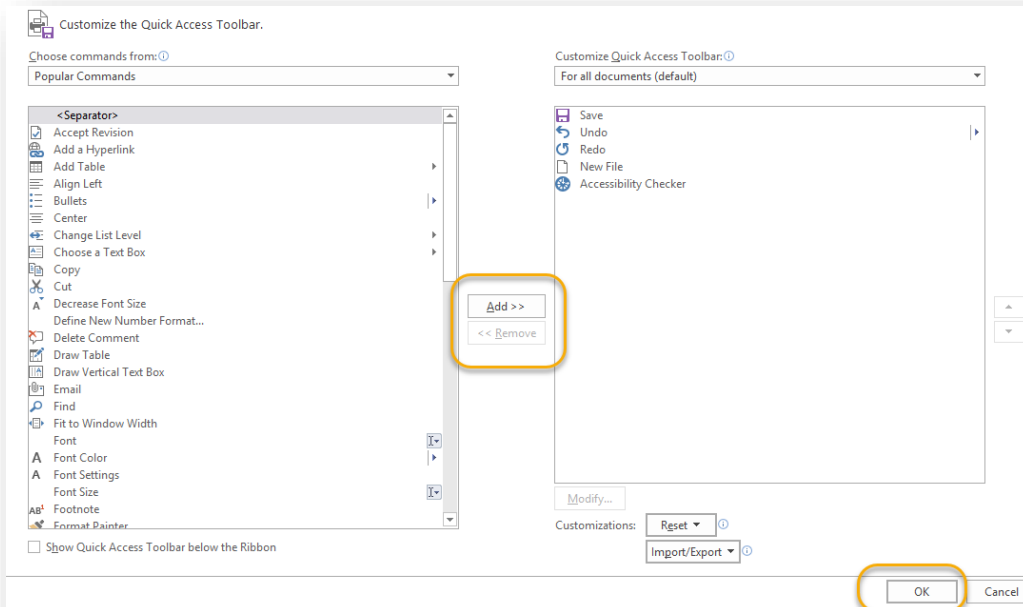 Customize the Quick Access Toolbar.
Choose commands from:
Popular Commands
<Separator>
Accept Revision
Add a Hyperlink
Add Table
Align Left
Bullets
Center
Change List Level
Choose a Text Box
Copy
Cut
Decrease Font Size
Define New Number Format...
Delete Comment
Draw Table
Draw Vertical Text Box
Email
Find
Fit to Window Width
Font
Font Color
Font Settings
Font Size
Footnote
Format Painter
Show Quick Access Toolbar below the Ribbon
Add >>
<< Remove
Customize Quick Access Toolbar:
For all documents (default)
Save
Undo
Redo
New File
Accessibility Checker
Modify...
Customizations: Reset
Import/Export
OK Cancel